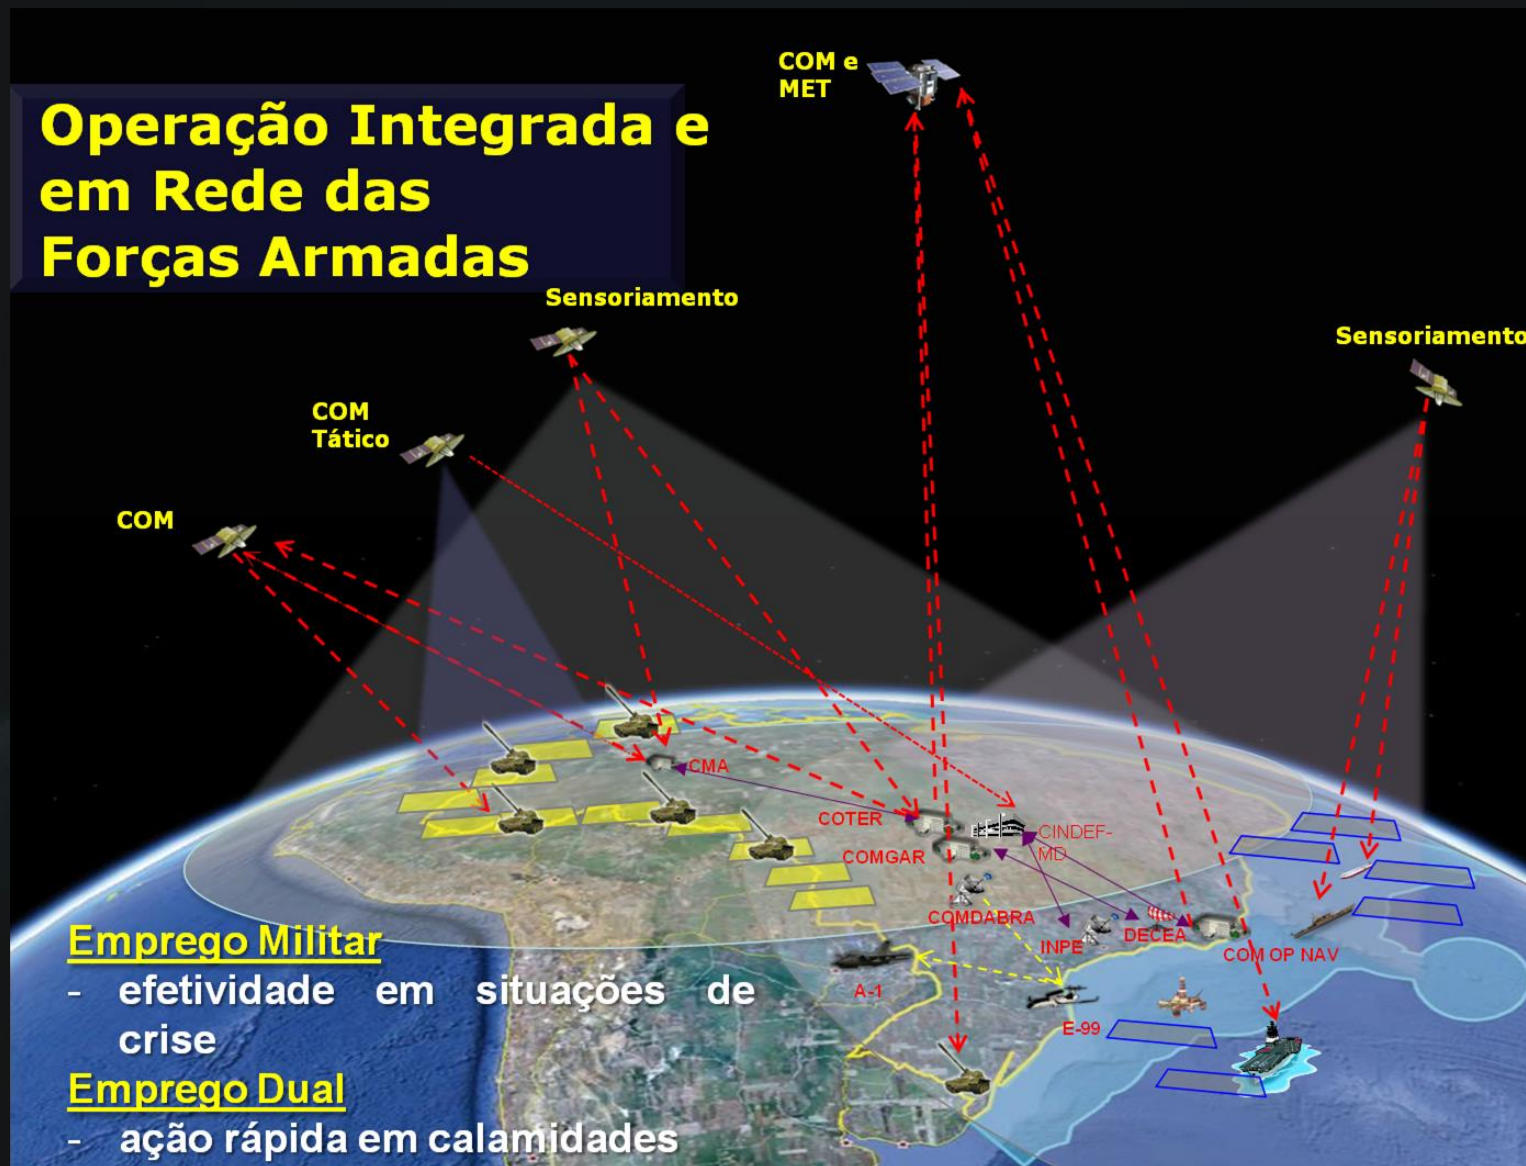 COM e
MET
Operação Integrada e
em Rede das
Forças Armadas
Sensoriamento
Sensoriamento
COM
Tático
COM
CMA
COTER
CINDEF-
MD
COMGAR
COMDABRA
INPE
DECEA
COM OP NAV
A-1
E-99
Emprego Militar
- efetividade em situações de
crise
Emprego Dual
- ação rápida em calamidades